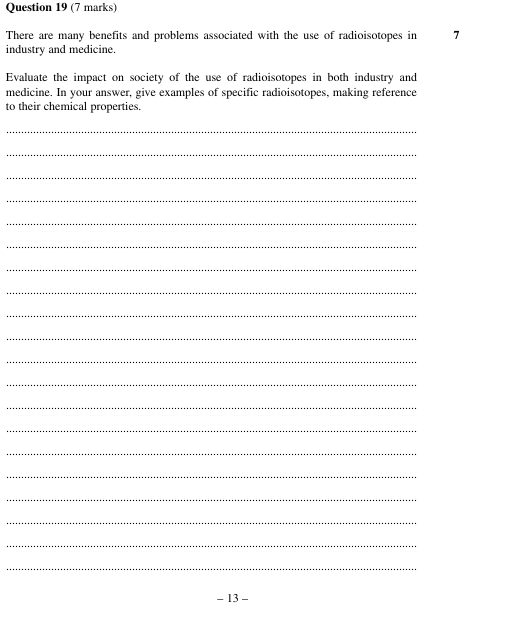 Question 19 (7 marks)
There are many benefits and problems associated with the use of radioisotopes in 7
industry and medicine.
Evaluate the impact on society of the use of radioisotopes in both industry and
medicine. In your answer, give examples of specific radioisotopes, making reference
to their chemical properties.
– 13 –